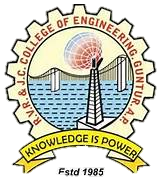 R.V.R & J.C. COLLEGE OF ENGINEERING GUNTUR. A.P.
KNOWLEDGE IS POWER
Estd 1985